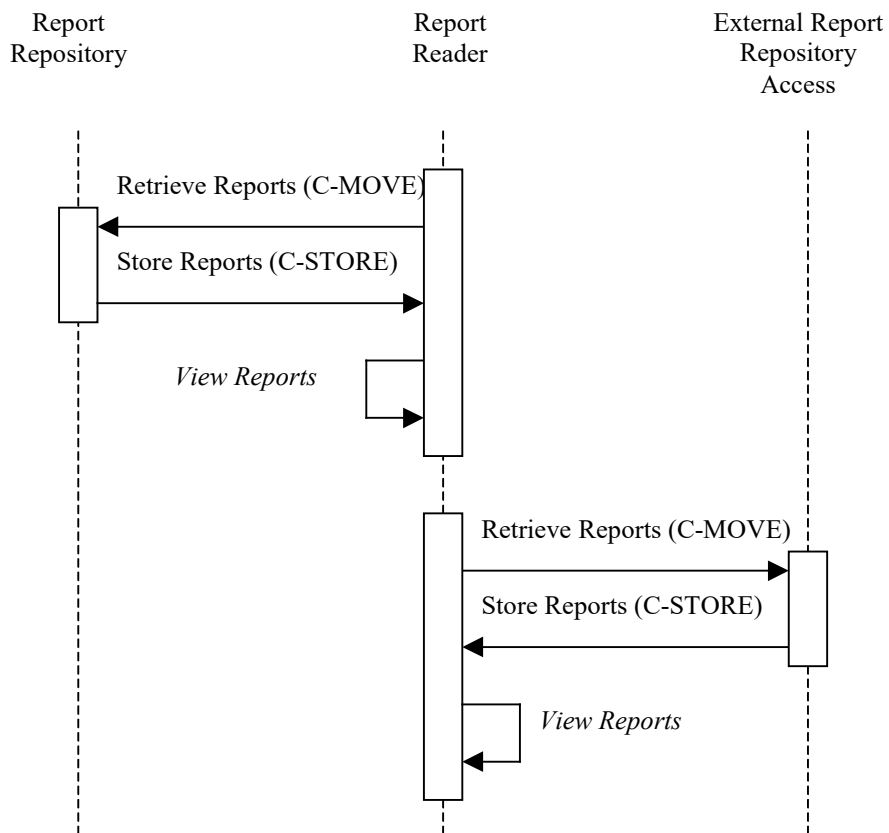 Report
Repository
Report
Reader
External Report
Repository
Access
Retrieve Reports (C-MOVE)
Store Reports (C-STORE)
View Reports
Retrieve Reports (C-MOVE)
Store Reports (C-STORE)
View Reports